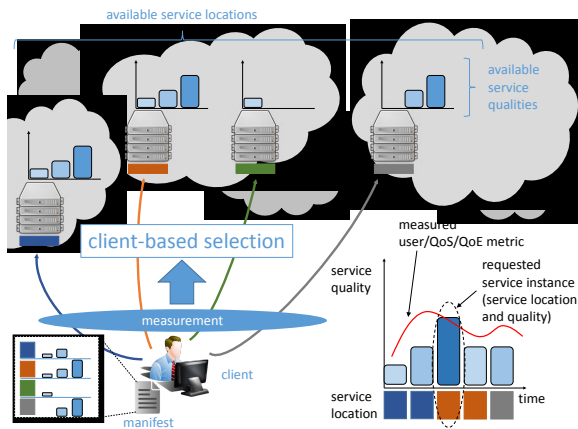 available service locations
available
service
qualities
client-based selection
measurement
client
manifest
measured
user/QoS/QoE metric
requested
service instance
(service location
and quality)
service
quality
time
service
location